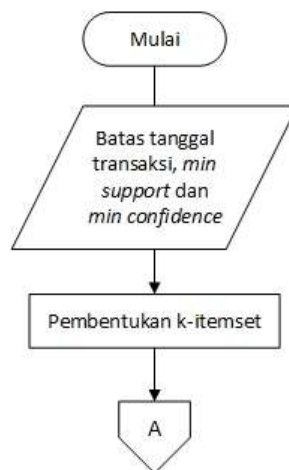 Mulai
Batas tanggal
transaksi, min
support dan
min confidence
Pembentukan k-itemset
A